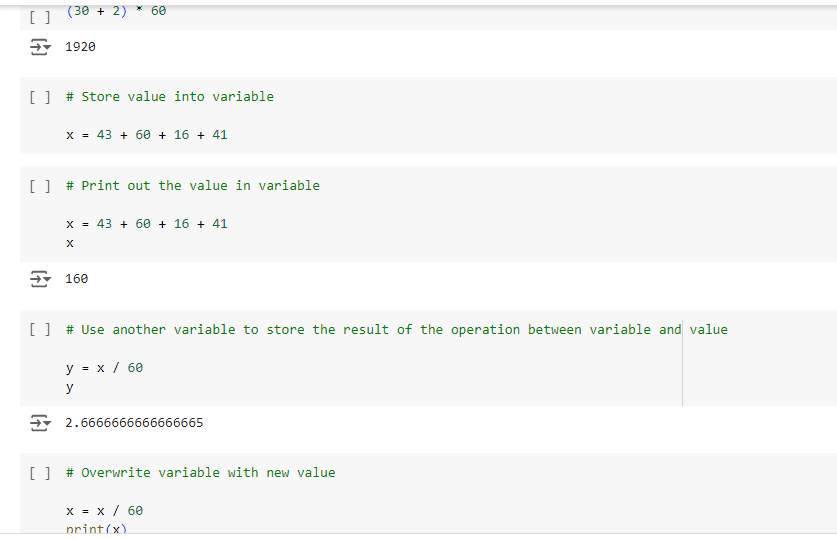 [ ] (30 + 2) * 60
1920
[ ] # Store value into variable
x = 43 + 60 + 16 + 41
[ ] # Print out the value in variable
x = 43 + 60 + 16 + 41
x
160
[ ] # Use another variable to store the result of the operation between variable and value
y = x / 60
y
2.6666666666666665
[ ] # Overwrite variable with new value
x = x / 60
print(x)